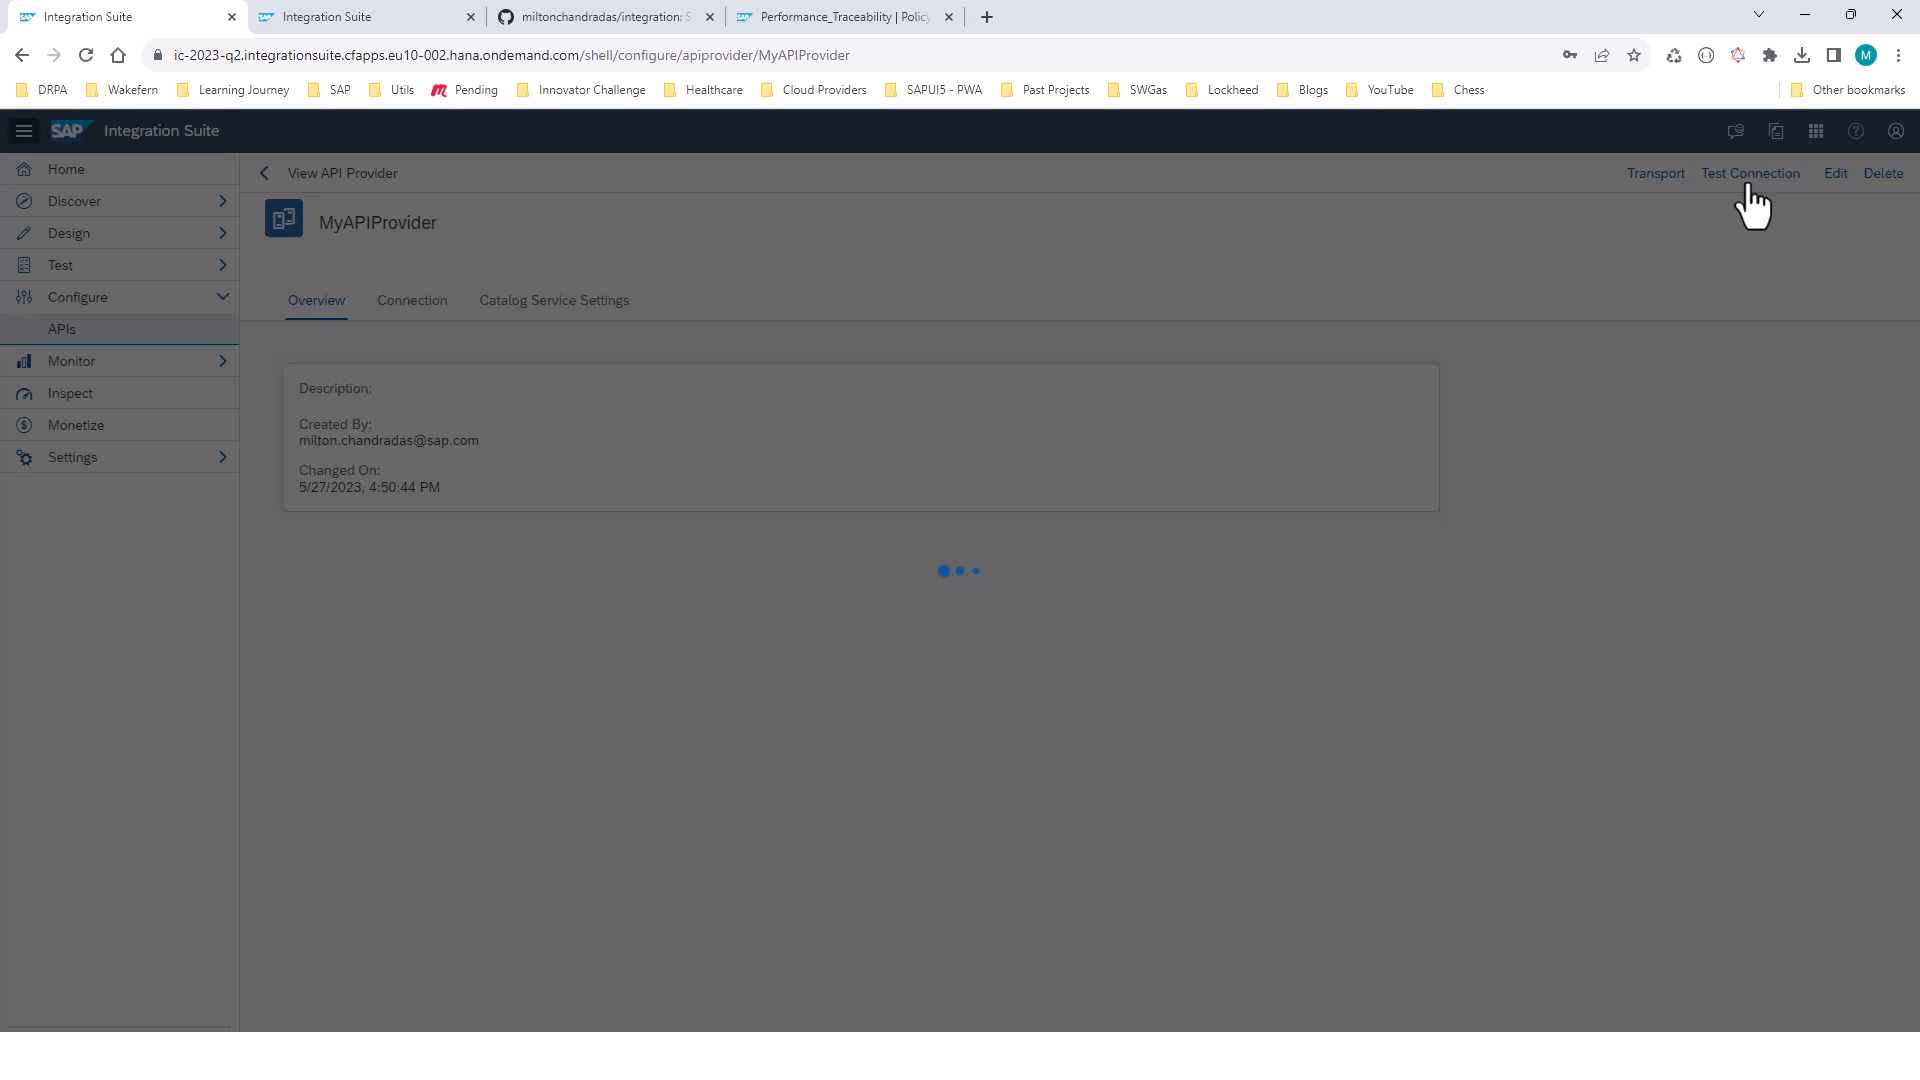 Integration Suite
Integration Suite
miltonchandradas/integration: S
Performance_Traceability | Policy
ic-2023-q2.integrationsuite.cfapps.eu10-002.hana.ondemand.com/shell/configure/apiprovider/MyAPIProvider
M
DRPA
Wakefern
Learning Journey
SAP
Utils
Pending
Innovator Challenge
Healthcare
Cloud Providers
SAPUI5 - PWA
Past Projects
SWGas
Lockheed
Blogs
YouTube
Chess
Other bookmarks
SAP
Integration Suite
Home
Discover
Design
Test
Configure
APIs
Monitor
Inspect
Monetize
Settings
View API Provider
Transport
Test Connection
Edit
Delete
MyAPIProvider
Overview
Connection
Catalog Service Settings
Description:
Created By:
milton.chandradas@sap.com
Changed On:
5/27/2023, 4:50:44 PM